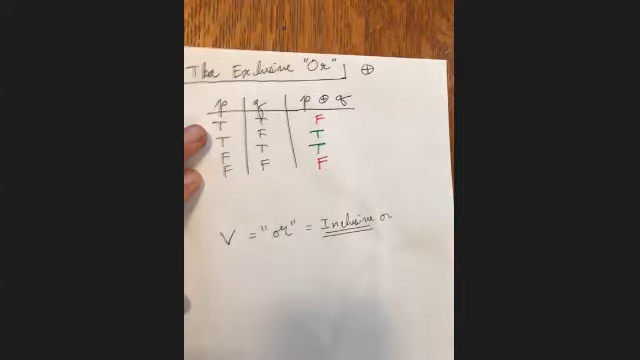 The Exclusive "Or" ⊕
p q p ⊕ q
T T F
T F T
F T T
F F F
V = "or" = Inclusive or